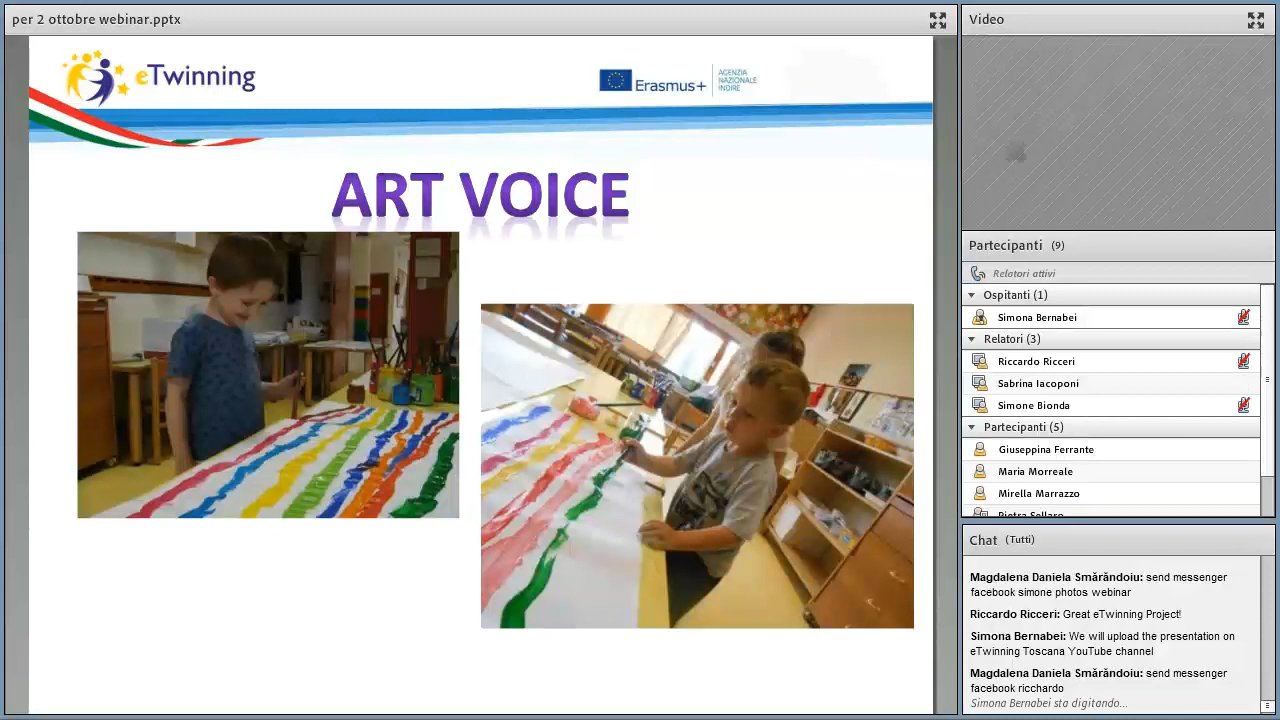 per 2 ottobre webinar.pptx
eTwinning
Erasmus+
AGENZIA
NAZIONALE
INDIRE
ART VOICE
Video
Partecipanti (9)
Relatori attivi
Ospitanti (1)
Simona Bernabei
Relatori (3)
Riccardo Ricceri
Sabrina Iacoponi
Simone Bionda
Partecipanti (5)
Giuseppina Ferrante
Maria Morreale
Mirella Marrazzo
Chat (Tutti)
Magdalena Daniela Smărăndoiu: send messenger
facebook simone photos webinar
Riccardo Ricceri: Great eTwinning Project!
Simona Bernabei: We will upload the presentation on
eTwinning Toscana YouTube channel
Magdalena Daniela Smărăndoiu: send messenger
facebook ricchardo
Simona Bernabei sta digitando...